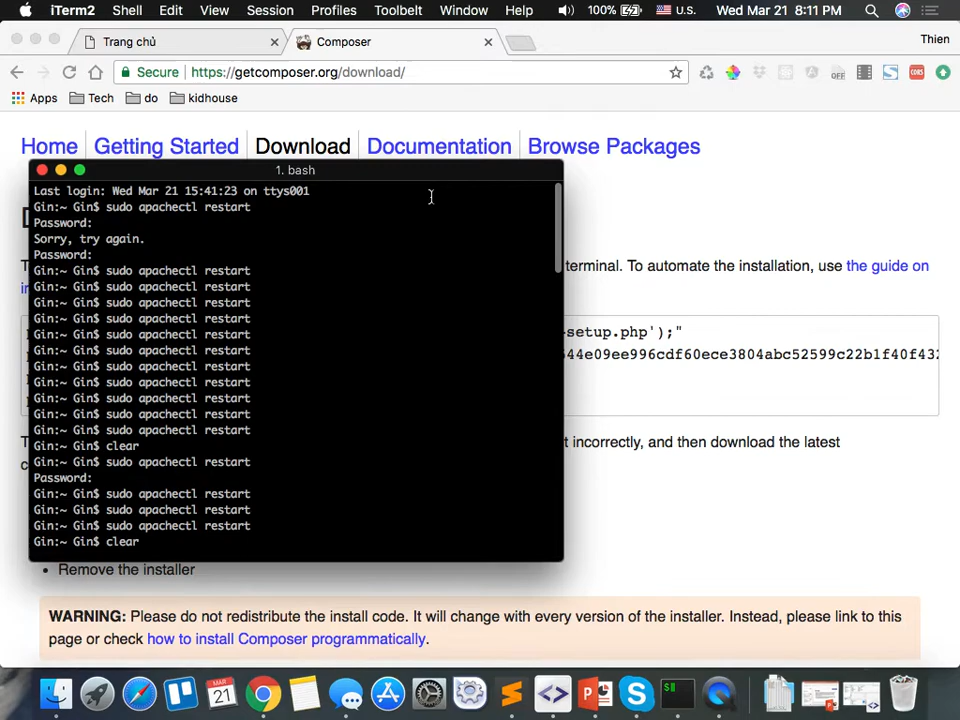 iTerm2 Shell Edit View Session Profiles Toolbelt Window Help 100% U.S. Wed Mar 21 8:11 PM
Trang chủ Composer Thien
Secure https://getcomposer.org/download/ OFF CORS
Apps Tech do kidhouse
Home Getting Started Download Documentation Browse Packages
1. bash
Last login: Wed Mar 21 15:41:23 on ttys001
Gin:~ Gin$ sudo apachectl restart
Password:
Sorry, try again.
Password:
Gin:~ Gin$ sudo apachectl restart
Gin:~ Gin$ sudo apachectl restart
Gin:~ Gin$ sudo apachectl restart
Gin:~ Gin$ sudo apachectl restart
Gin:~ Gin$ sudo apachectl restart
Gin:~ Gin$ sudo apachectl restart
Gin:~ Gin$ sudo apachectl restart
Gin:~ Gin$ sudo apachectl restart
Gin:~ Gin$ sudo apachectl restart
Gin:~ Gin$ sudo apachectl restart
Gin:~ Gin$ sudo apachectl restart
Gin:~ Gin$ clear
Gin:~ Gin$ sudo apachectl restart
Password:
Gin:~ Gin$ sudo apachectl restart
Gin:~ Gin$ sudo apachectl restart
Gin:~ Gin$ sudo apachectl restart
Gin:~ Gin$ clear
terminal. To automate the installation, use the guide on
-setup.php');"
544e09ee996cdf60ece3804abc52599c22b1f40f432
t incorrectly, and then download the latest
• Remove the installer
WARNING: Please do not redistribute the install code. It will change with every version of the installer. Instead, please link to this
page or check how to install Composer programmatically.